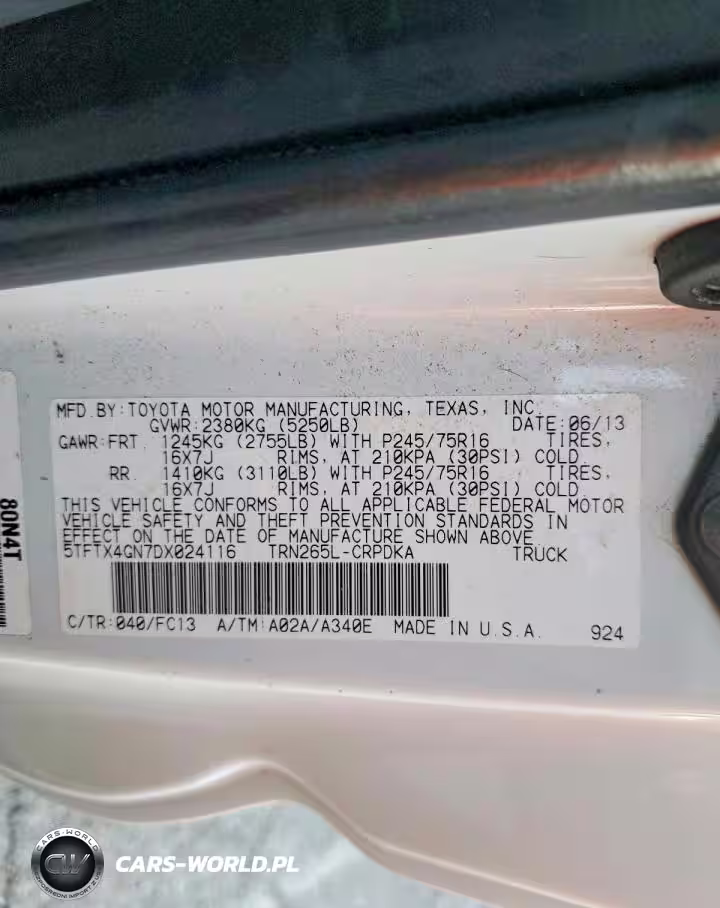 MFD.BY:TOYOTA MOTOR MANUFACTURING, TEXAS, INC.
GVWR:2380KG (5250LB) DATE:06/13
GAWR:FRT. 1245KG (2755LB) WITH P245/75R16 TIRES,
16X7J RIMS, AT 210KPA (30PSI) COLD
RR. 1410KG (3110LB) WITH P245/75R16 TIRES,
16X7J RIMS, AT 210KPA (30PSI) COLD.
THIS VEHICLE CONFORMS TO ALL APPLICABLE FEDERAL MOTOR
VEHICLE SAFETY AND THEFT PREVENTION STANDARDS IN
EFFECT ON THE DATE OF MANUFACTURE SHOWN ABOVE.
5TFTX4GN7DX024116 TRN265L-CRPDKA TRUCK
C/TR:040/FC13 A/TM:A02A/A340E MADE IN U.S.A. 924
80N4T
CARS-WORLD
CW
CARS-WORLD.PL